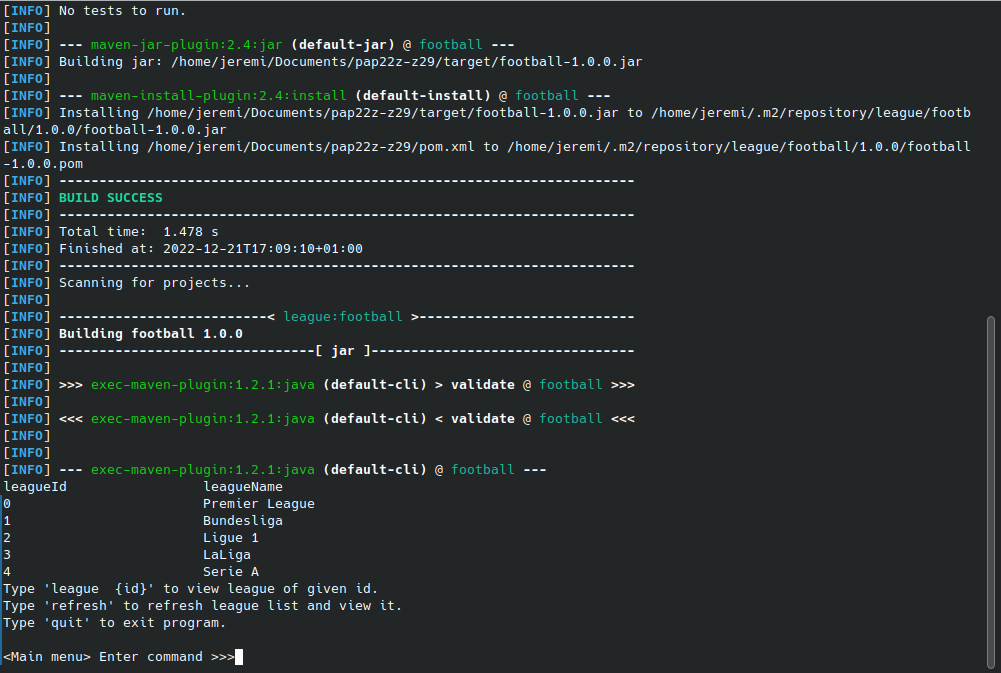 [INFO] No tests to run.
[INFO]
[INFO] --- maven-jar-plugin:2.4:jar (default-jar) @ football ---
[INFO] Building jar: /home/jeremi/Documents/pap22z-z29/target/football-1.0.0.jar
[INFO]
[INFO] --- maven-install-plugin:2.4:install (default-install) @ football ---
[INFO] Installing /home/jeremi/Documents/pap22z-z29/target/football-1.0.0.jar to /home/jeremi/.m2/repository/league/footb
all/1.0.0/football-1.0.0.jar
[INFO] Installing /home/jeremi/Documents/pap22z-z29/pom.xml to /home/jeremi/.m2/repository/league/football/1.0.0/football
-1.0.0.pom
[INFO] ------------------------------------------------------------------------
[INFO] BUILD SUCCESS
[INFO] ------------------------------------------------------------------------
[INFO] Total time:  1.478 s
[INFO] Finished at: 2022-12-21T17:09:10+01:00
[INFO] ------------------------------------------------------------------------
[INFO] Scanning for projects...
[INFO]
[INFO] --------------------------< league:football >---------------------------
[INFO] Building football 1.0.0
[INFO] --------------------------------[ jar ]---------------------------------
[INFO]
[INFO] >>> exec-maven-plugin:1.2.1:java (default-cli) > validate @ football >>>
[INFO]
[INFO] <<< exec-maven-plugin:1.2.1:java (default-cli) < validate @ football <<<
[INFO]
[INFO]
[INFO] --- exec-maven-plugin:1.2.1:java (default-cli) @ football ---
leagueId                 leagueName
0                        Premier League
1                        Bundesliga
2                        Ligue 1
3                        LaLiga
4                        Serie A
Type 'league  {id}' to view league of given id.
Type 'refresh' to refresh league list and view it.
Type 'quit' to exit program.
<Main menu> Enter command >>>